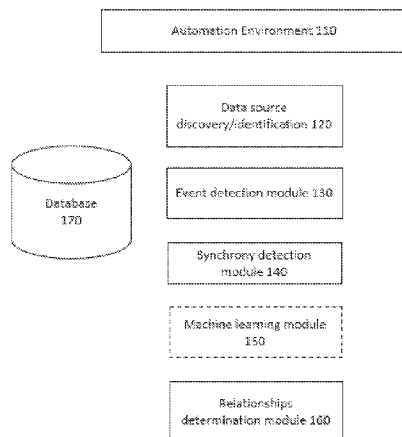 Automation Environment 110
Data source
discovery/identification 120
Database
170
Event detection module 130
Synchrony detection
module 140
Machine learning module
150
Relationships
determination module 160